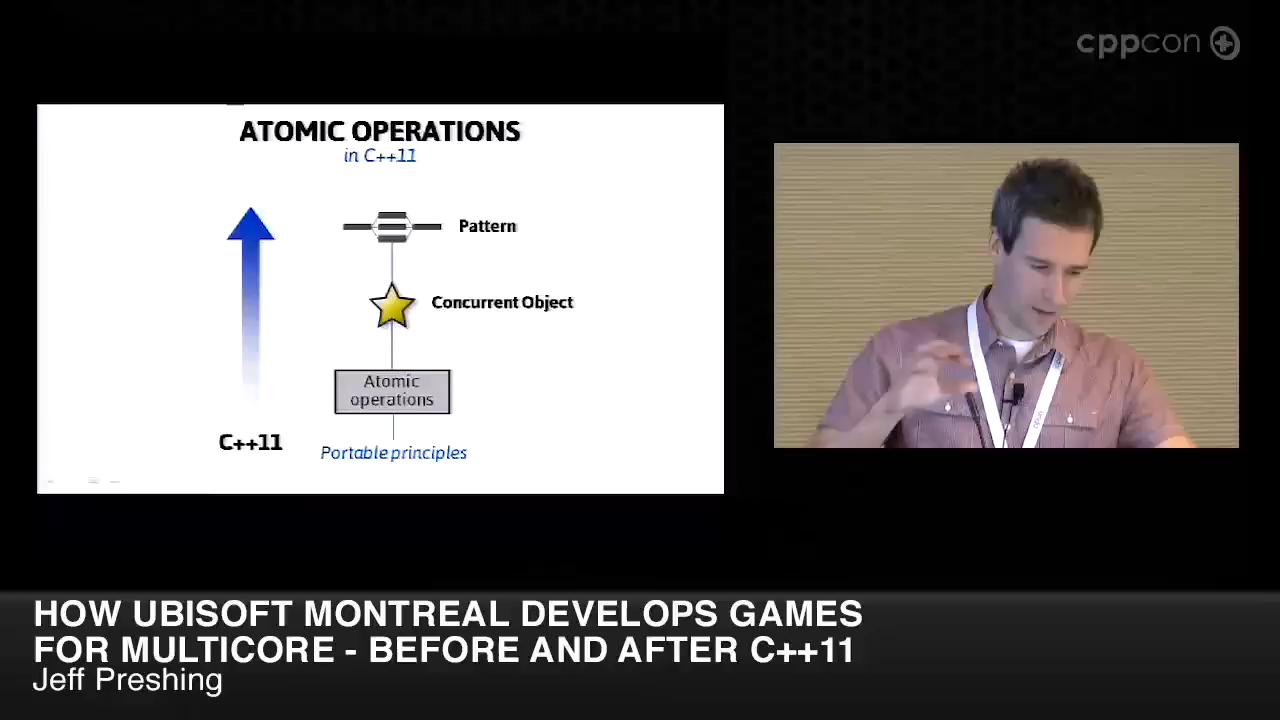 cppcon
ATOMIC OPERATIONS
in C++11
Pattern
Concurrent Object
Atomic
operations
C++11
Portable principles
HOW UBISOFT MONTREAL DEVELOPS GAMES
FOR MULTICORE - BEFORE AND AFTER C++11
Jeff Preshing